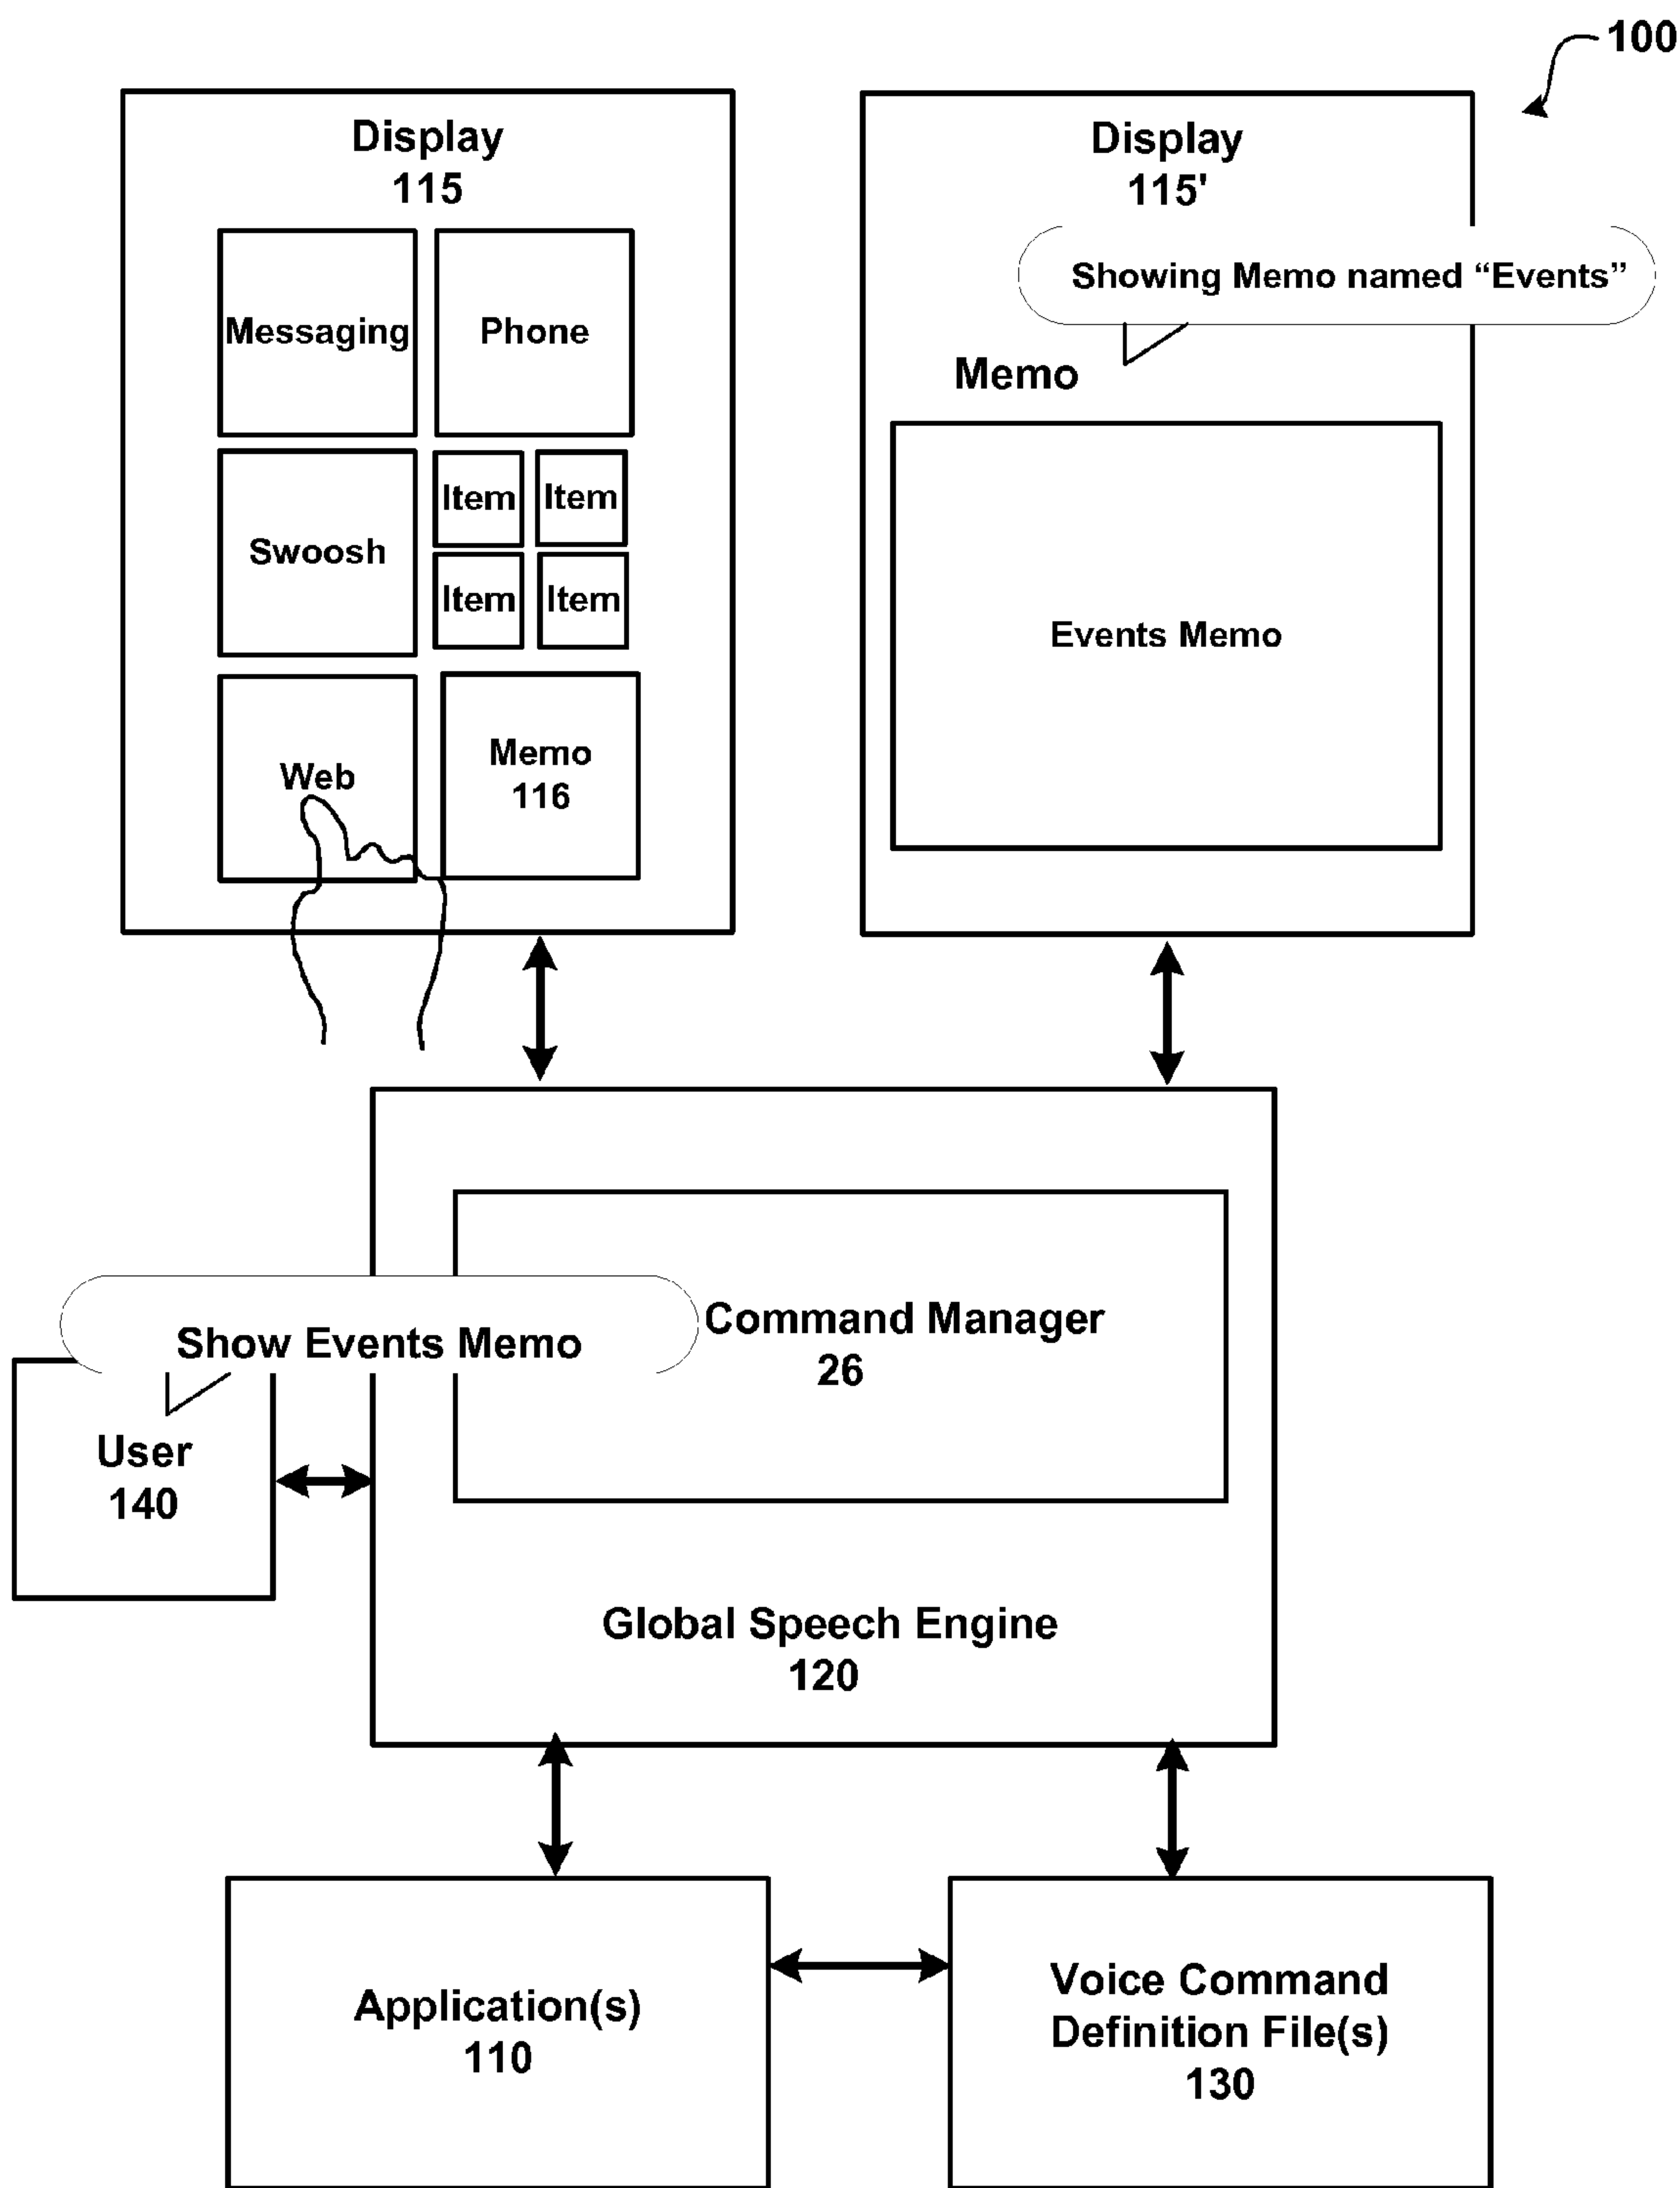 100
Display
115
Messaging
Phone
Swoosh
Item
Item
Item
Item
Web
Memo
116
Display
115'
Showing Memo named “Events”
Memo
Events Memo
Show Events Memo
Command Manager
26
User
140
Global Speech Engine
120
Application(s)
110
Voice Command
Definition File(s)
130